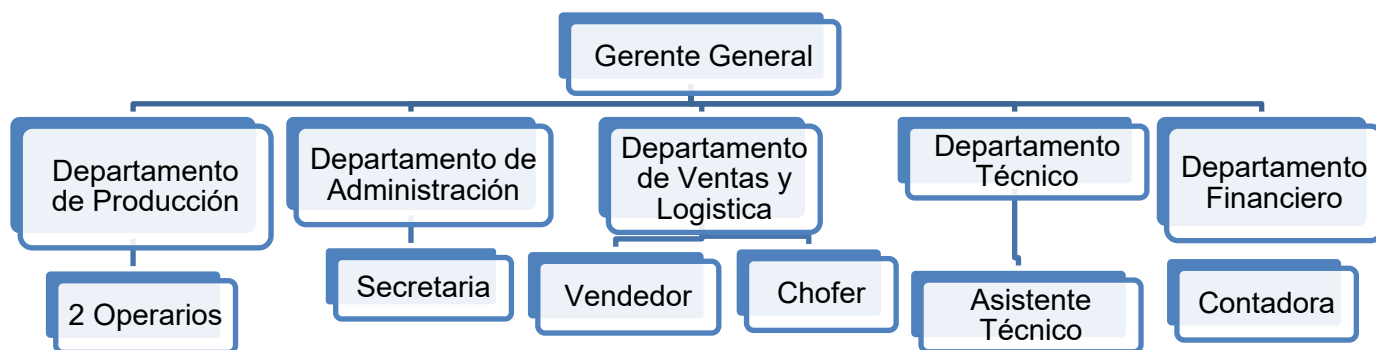 Gerente General
Departamento
de Producción
Departamento de
Administración
Departamento
de Ventas y
Logistica
Departamento
Técnico
Departamento
Financiero
2 Operarios
Secretaria
Vendedor
Chofer
Asistente
Técnico
Contadora